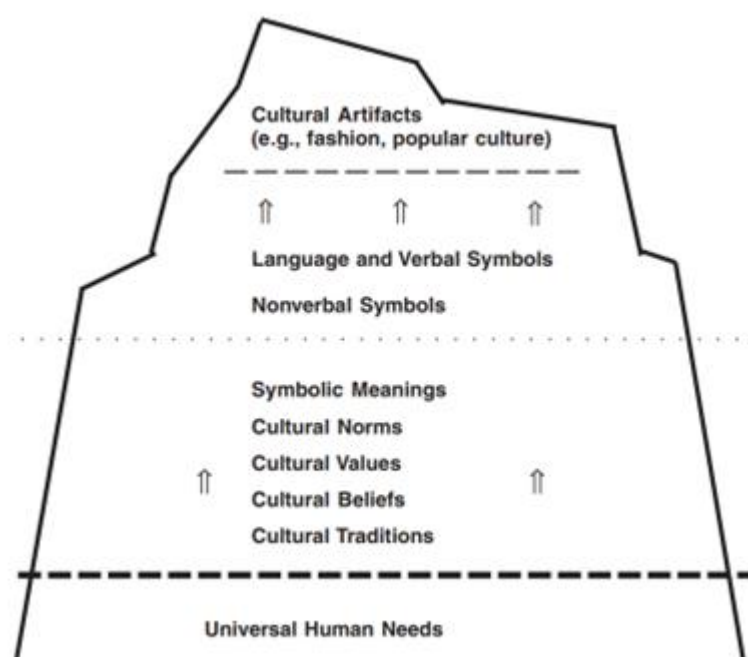 Cultural Artifacts
(e.g., fashion, popular culture)
Language and Verbal Symbols
Nonverbal Symbols
Symbolic Meanings
Cultural Norms
Cultural Values
Cultural Beliefs
Cultural Traditions
Universal Human Needs